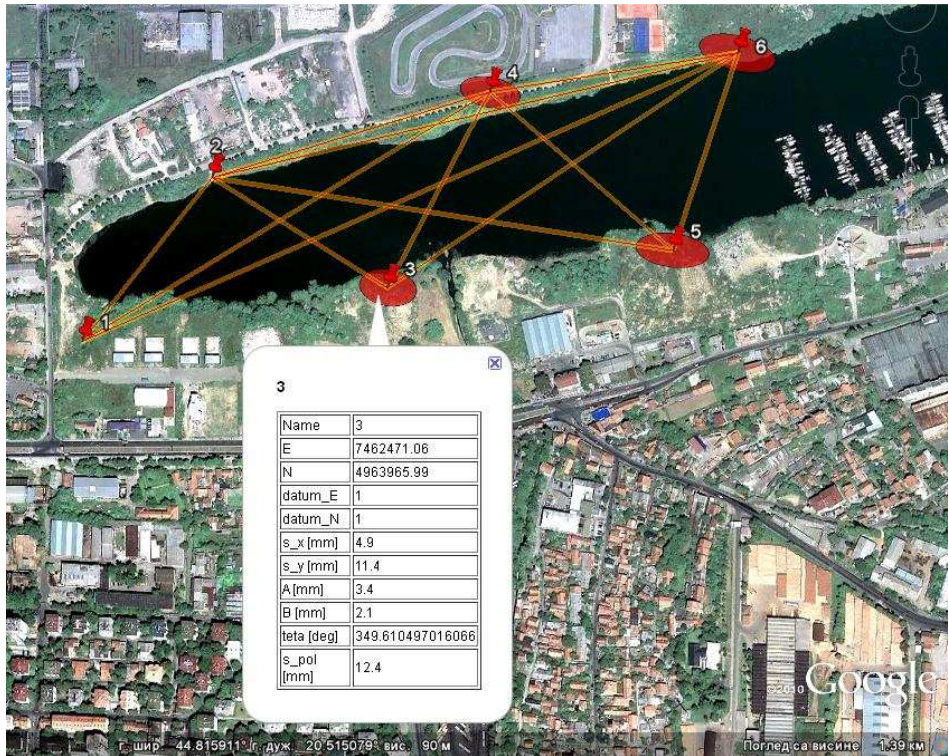 6
4
2
5
3
1
3
Name 3
E 7462471.06
N 4963965.99
datum_E 1
datum_N 1
s_x [mm] 4.9
s_y [mm] 11.4
A [mm] 3.4
B [mm] 2.1
teta [deg] 349.610497016066
s_pol
[mm] 12.4
©2010 Google
г. шир. 44.815911° г. дуж. 20.515079° вис. 90 м Поглед са висине 1.39 км